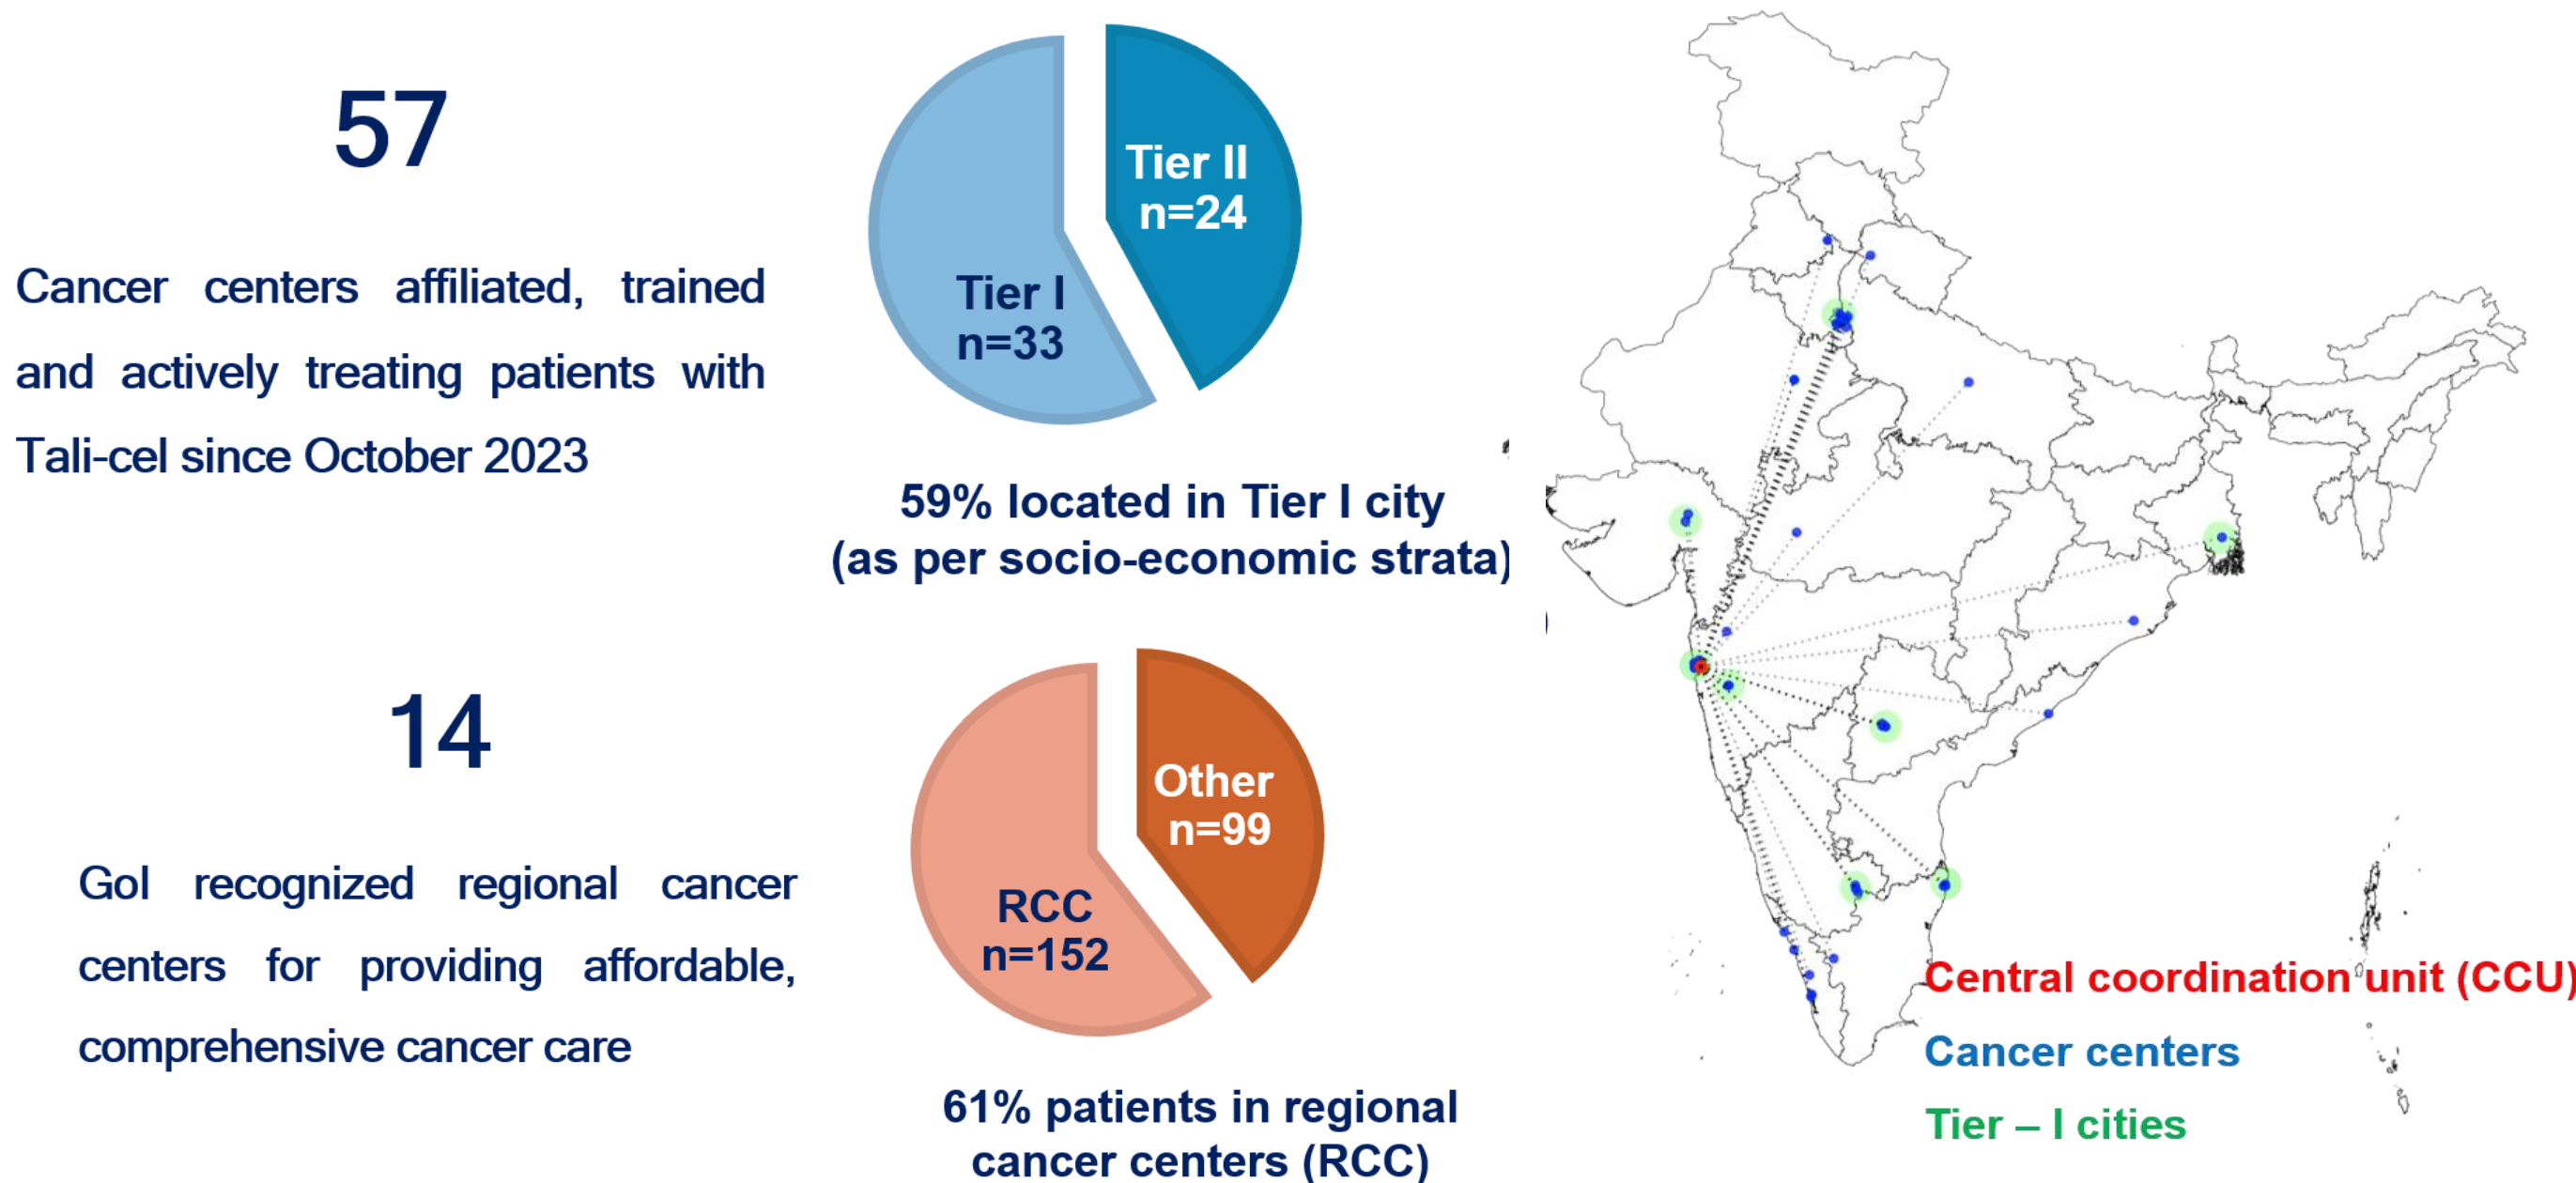 57
Cancer centers affiliated, trained
and actively treating patients with
Tali-cel since October 2023
Tier II
n=24
Tier I
n=33
59% located in Tier I city
(as per socio-economic strata)
14
GoI recognized regional cancer
centers for providing affordable,
comprehensive cancer care
Other
n=99
RCC
n=152
61% patients in regional
cancer centers (RCC)
)
Central coordination unit (CCU)
Cancer centers
Tier – I cities